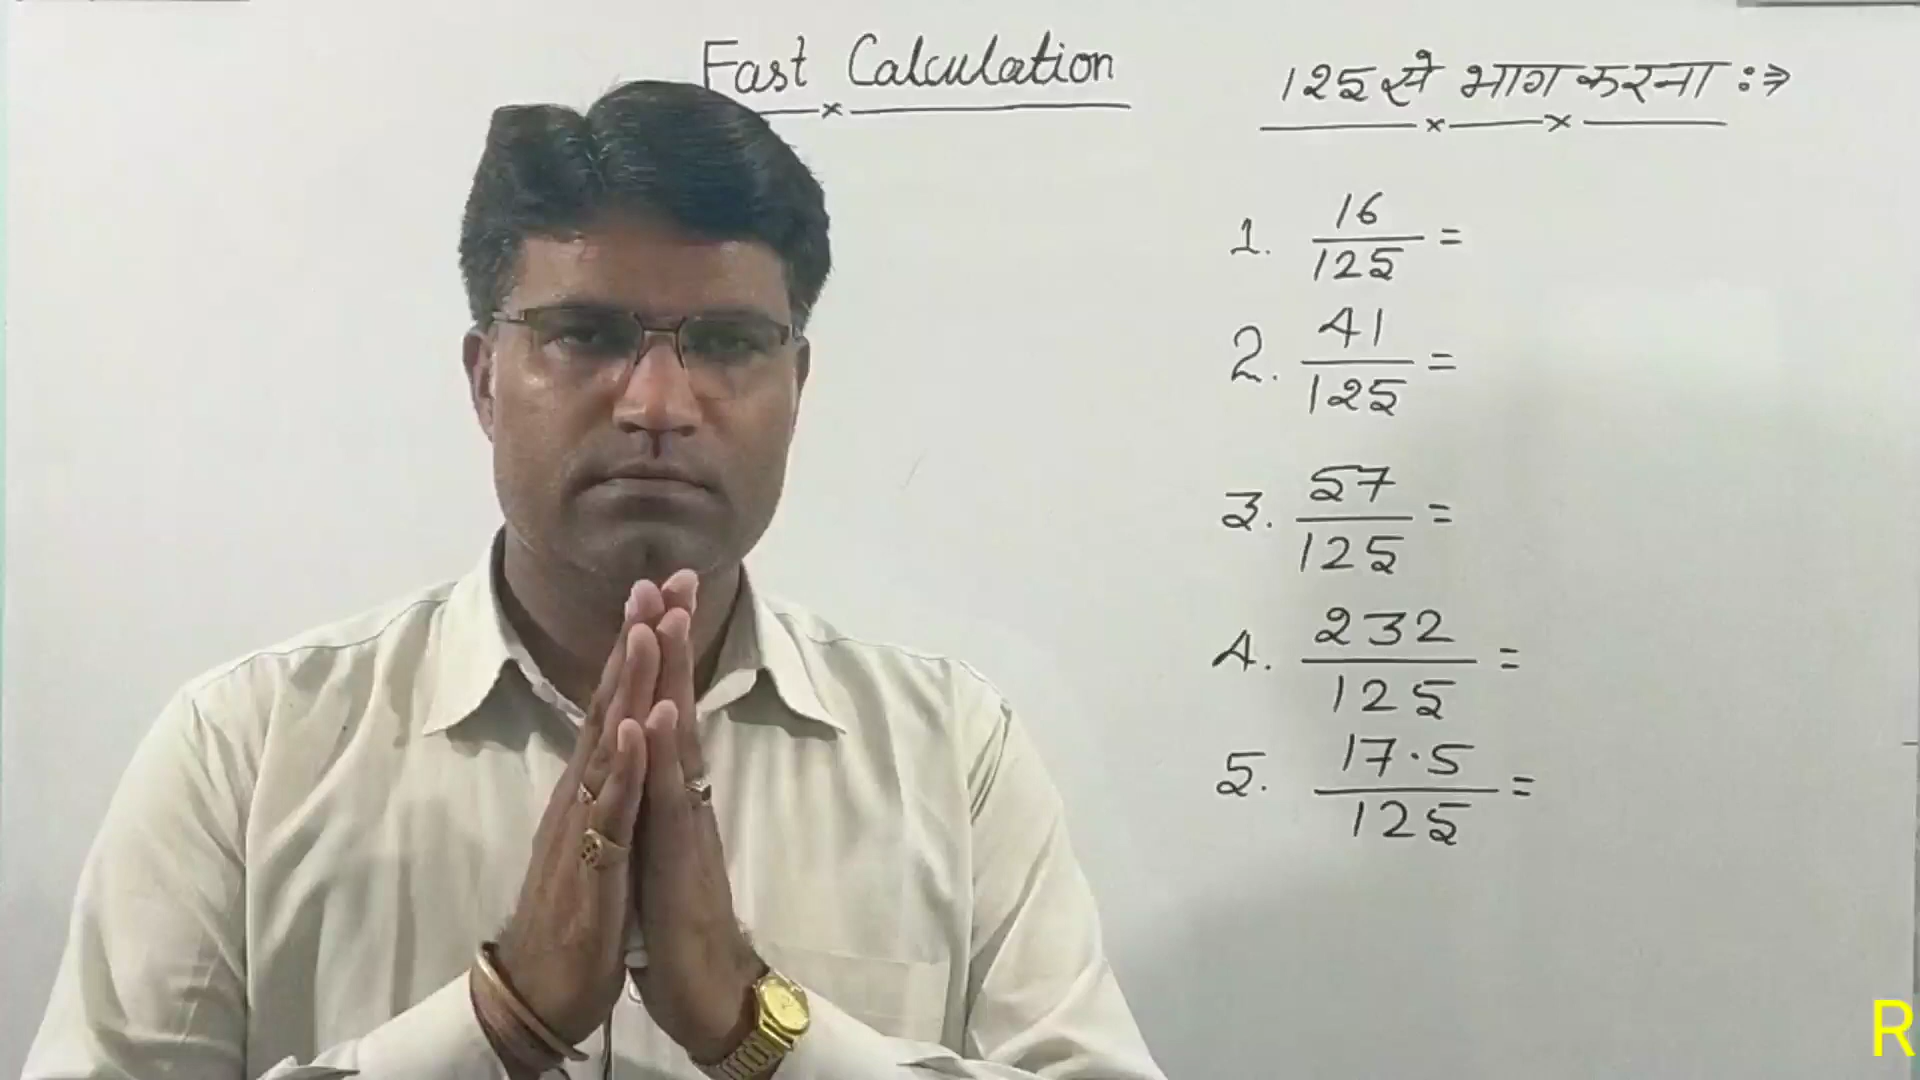 Fast Calculation
125 से भाग करना :⇒
1. 16/125 =
2. 41/125 =
3. 57/125 =
4. 232/125 =
5. 17.5/125 =
R